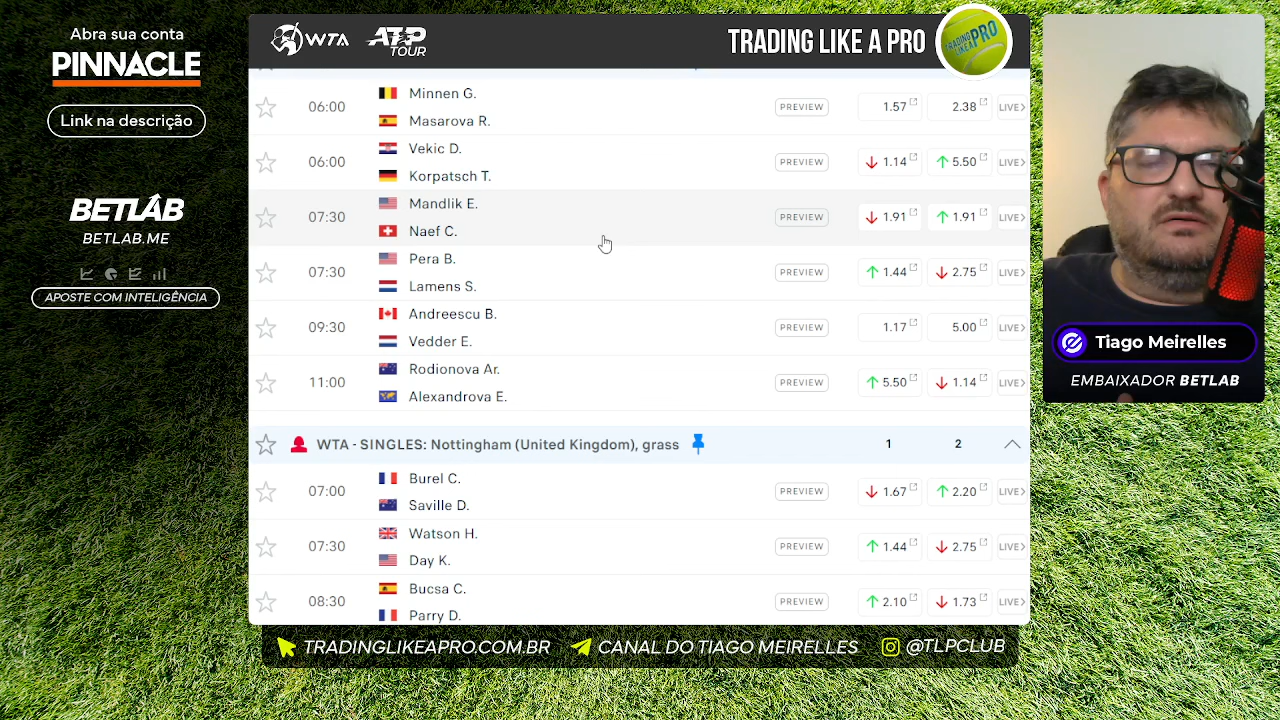 Abra sua conta
PINNACLE
Link na descrição
BETLAB
BETLAB.ME
APOSTE COM INTELIGÊNCIA
WTA
ATP
TOUR
TRADING LIKE A PRO
TRADING
LIKE A
PRO
06:00 Minnen G. PREVIEW 1.57 2.38 LIVE
Masarova R.
06:00 Vekic D. PREVIEW 1.14 5.50 LIVE
Korpatsch T.
07:30 Mandlik E. PREVIEW 1.91 1.91 LIVE
Naef C.
07:30 Pera B. PREVIEW 1.44 2.75 LIVE
Lamens S.
09:30 Andreescu B. PREVIEW 1.17 5.00 LIVE
Vedder E.
11:00 Rodionova Ar. PREVIEW 5.50 1.14 LIVE
Alexandrova E.
WTA - SINGLES: Nottingham (United Kingdom), grass 1 2
07:00 Burel C. PREVIEW 1.67 2.20 LIVE
Saville D.
07:30 Watson H. PREVIEW 1.44 2.75 LIVE
Day K.
08:30 Bucsa C. PREVIEW 2.10 1.73 LIVE
Parry D.
Tiago Meirelles
EMBAIXADOR BETLAB
TRADINGLIKEAPRO.COM.BR CANAL DO TIAGO MEIRELLES @TLPCLUB